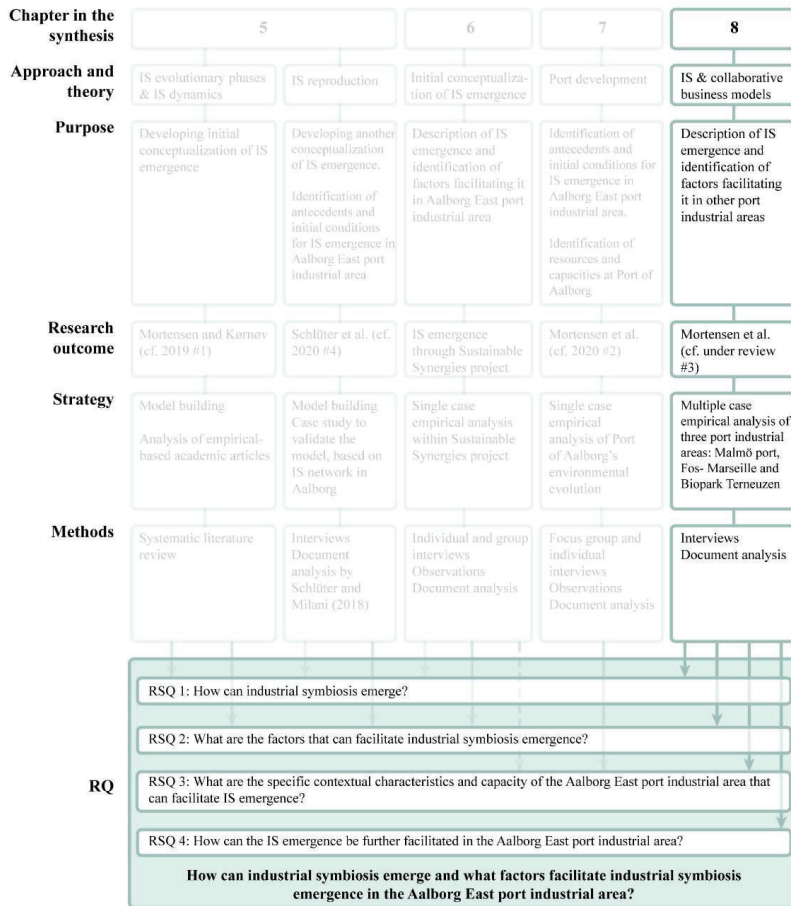 Chapter in the
synthesis
5
6
7
8
Approach and
theory
IS evolutionary phases
& IS dynamics
IS reproduction
Initial conceptualiza-
tion of IS emergence
Port development
IS & collaborative
business models
Purpose
Developing initial
conceptualization of IS
emergence
Developing another
conceptualization
of IS emergence.
Identification of
antecedents and
initial conditions
for IS emergence in
Aalborg East port
industrial area
Description of IS
emergence and
identification of
factors facilitating it
in Aalborg East port
industrial area
Identification of
antecedents and
initial conditions for
IS emergence in
Aalborg East port
industrial area.
Identification of
resources and
capacities at Port of
Aalborg
Description of IS
emergence and
identification of
factors facilitating
it in other port
industrial areas
Research
outcome
Mortensen and Kørnøv
(cf. 2019 #1)
Schlüter et al. (cf.
2020 #4)
IS emergence
through Sustainable
Synergies project
Mortensen et al.
(cf. 2020 #2)
Mortensen et al.
(cf. under review
#3)
Strategy
Model building
Analysis of empirical-
based academic articles
Model building
Case study to
validate the
model, based on
IS network in
Aalborg
Single case
empirical analysis
within Sustainable
Synergies project
Single case
empirical
analysis of Port
of Aalborg's
environmental
evolution
Multiple case
empirical analysis of
three port industrial
areas: Malmö port,
Fos- Marseille and
Biopark Terneuzen
Methods
Systematic literature
review
Interviews
Document
analysis by
Schlüter and
Milani (2018)
Individual and group
interviews
Observations
Document analysis
Focus group and
individual
interviews
Observations
Document analysis
Interviews
Document analysis
RQ
RSQ 1: How can industrial symbiosis emerge?
RSQ 2: What are the factors that can facilitate industrial symbiosis emergence?
RSQ 3: What are the specific contextual characteristics and capacity of the Aalborg East port industrial area that
can facilitate IS emergence?
RSQ 4: How can the IS emergence be further facilitated in the Aalborg East port industrial area?
How can industrial symbiosis emerge and what factors facilitate industrial symbiosis
emergence in the Aalborg East port industrial area?